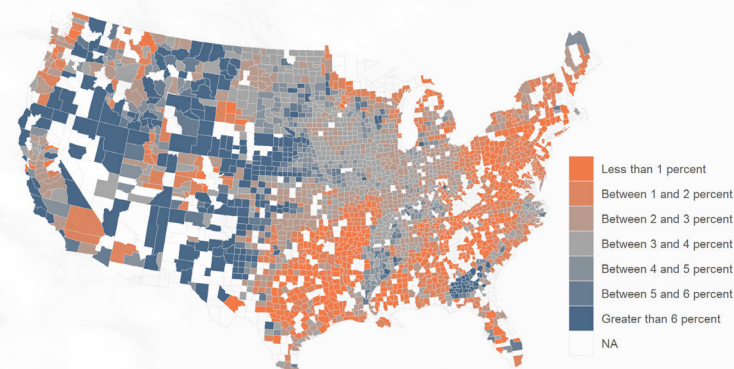 Less than 1 percent
Between 1 and 2 percent
Between 2 and 3 percent
Between 3 and 4 percent
Between 4 and 5 percent
Between 5 and 6 percent
Greater than 6 percent
NA